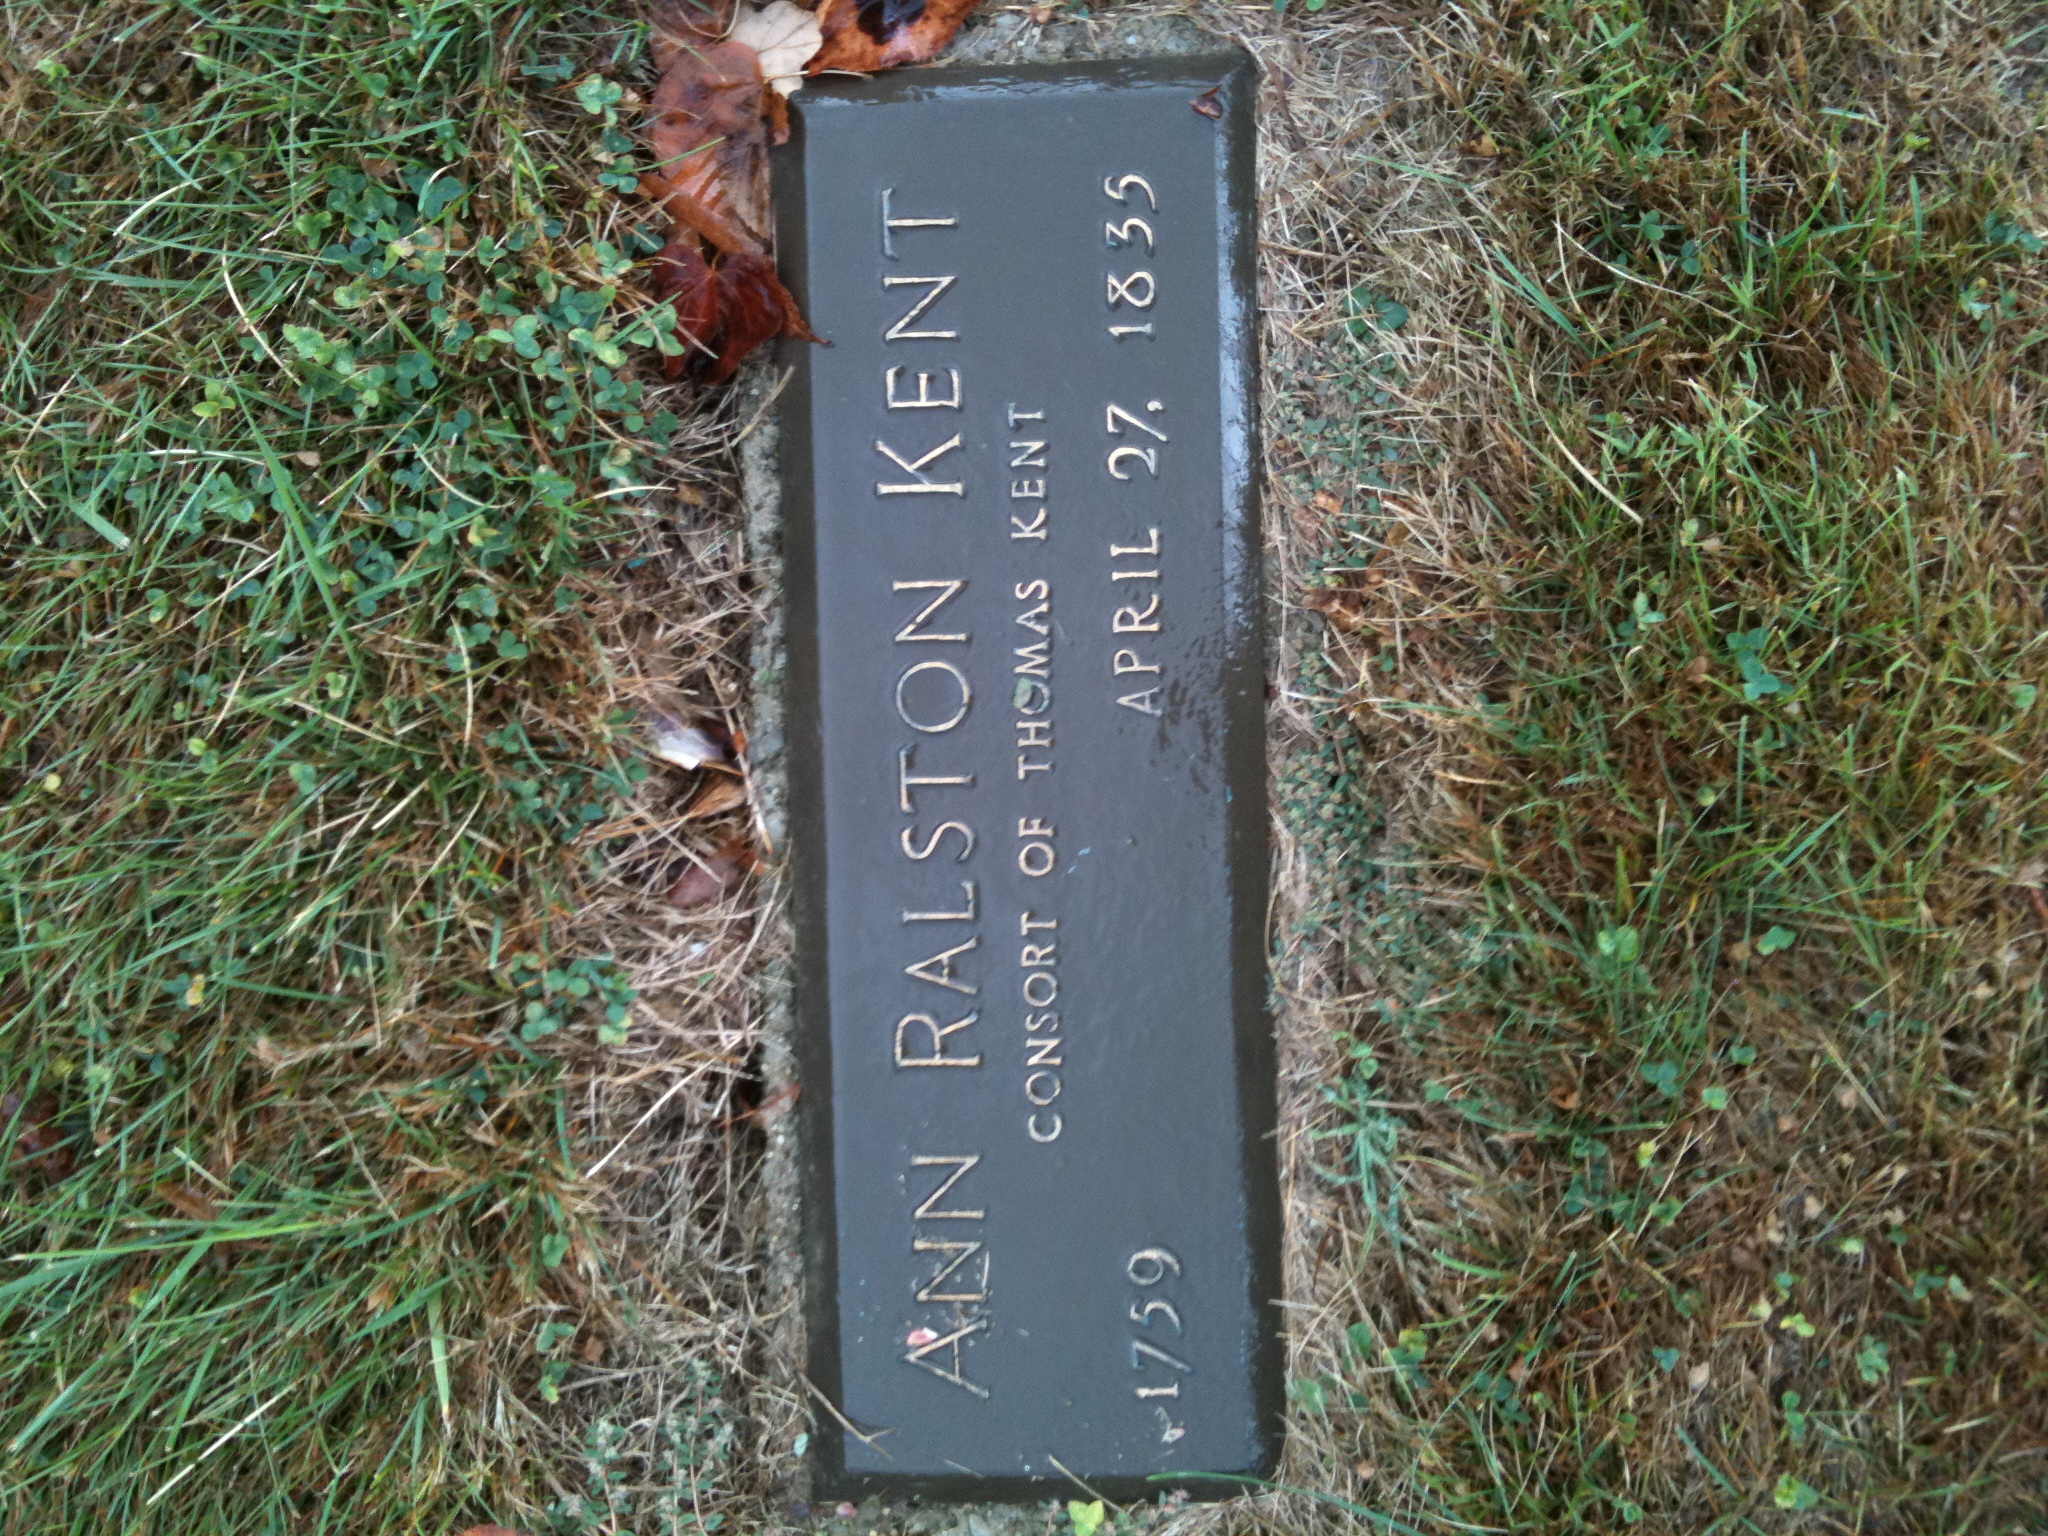 ANN RALSTON KENT
CONSORT OF THOMAS KENT
1759 APRIL 27, 1835